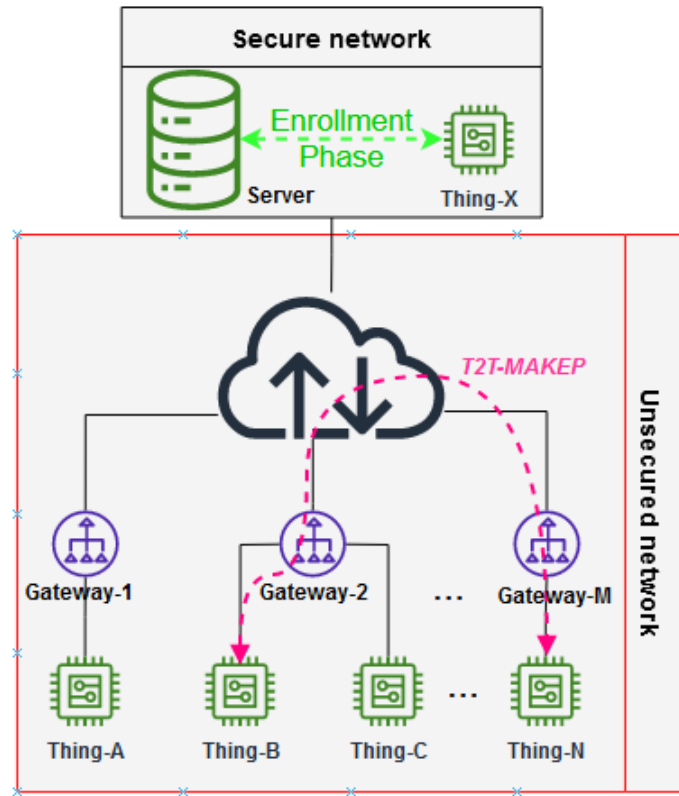 Secure network
Enrollment
Phase
Server
Thing-X
T2T-MAKEP
Unsecured network
Gateway-1
Gateway-2
...
Gateway-M
Thing-A
Thing-B
Thing-C
...
Thing-N